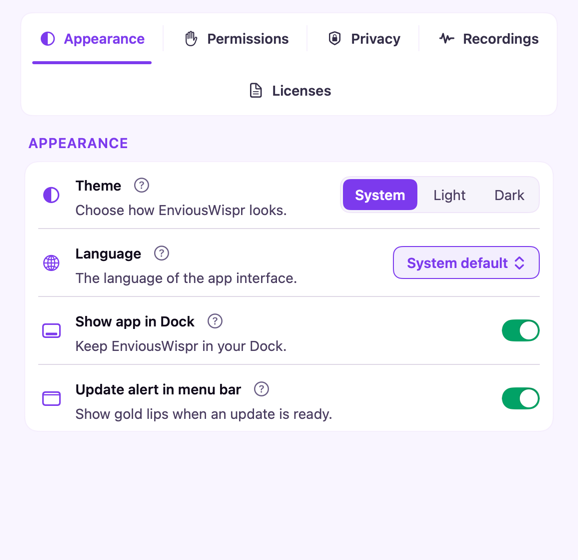 Appearance
Permissions
Privacy
Recordings
Licenses
APPEARANCE
Theme ?
Choose how EnviousWispr looks.
System Light Dark
Language ?
The language of the app interface.
System default
Show app in Dock ?
Keep EnviousWispr in your Dock.
Update alert in menu bar ?
Show gold lips when an update is ready.